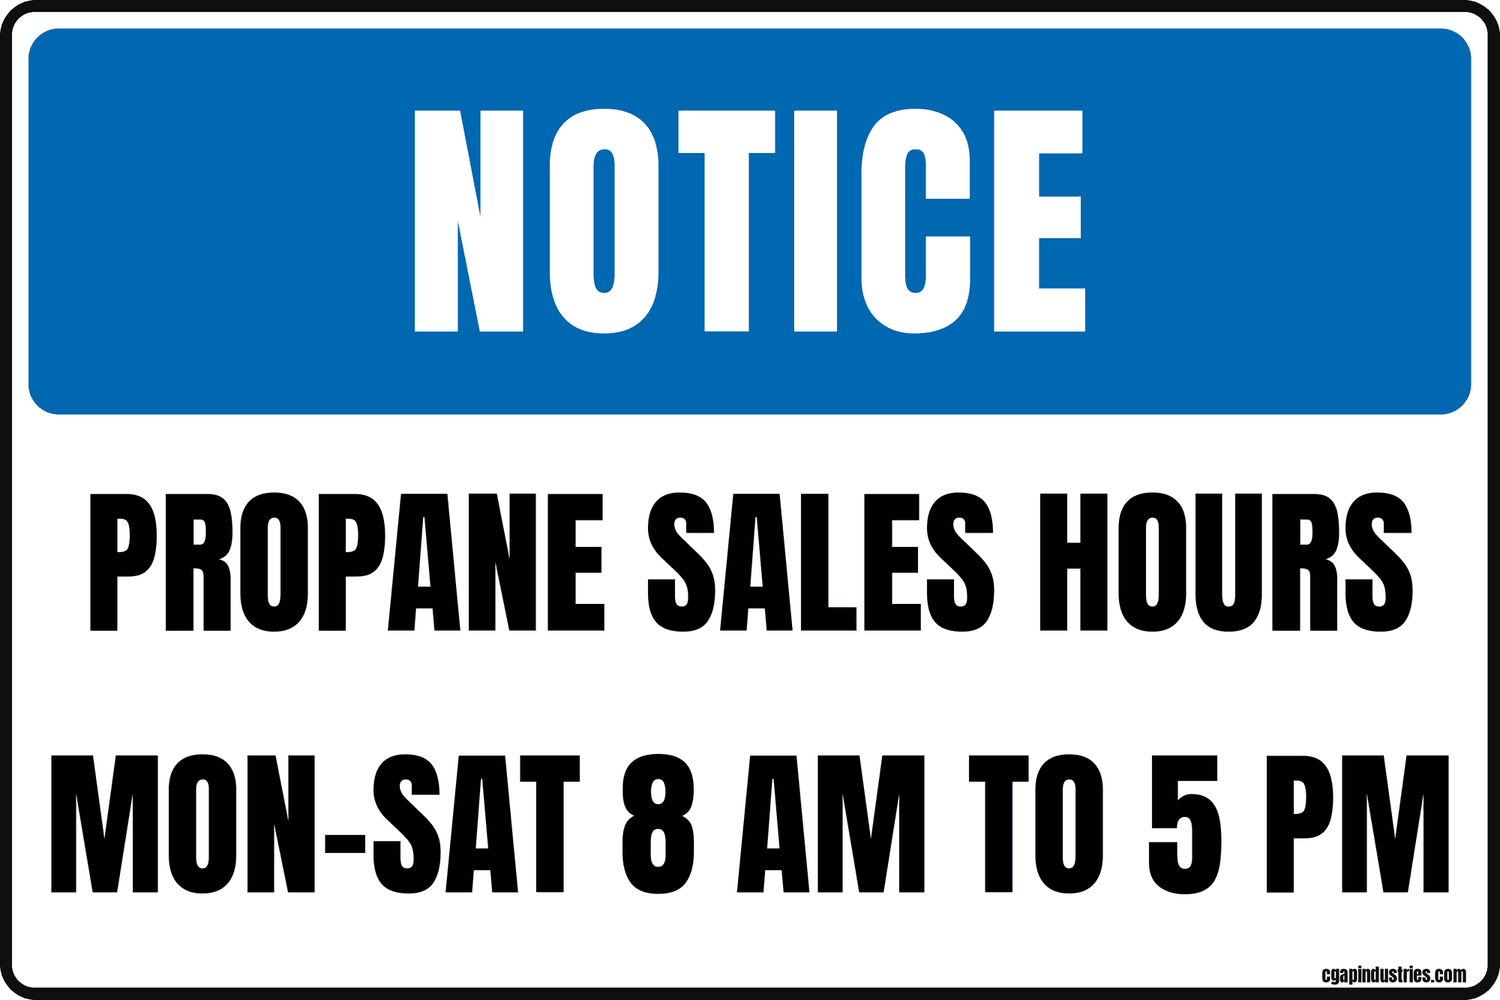 NOTICE
PROPANE SALES HOURS
MON-SAT 8 AM TO 5 PM
cgapindustries.com